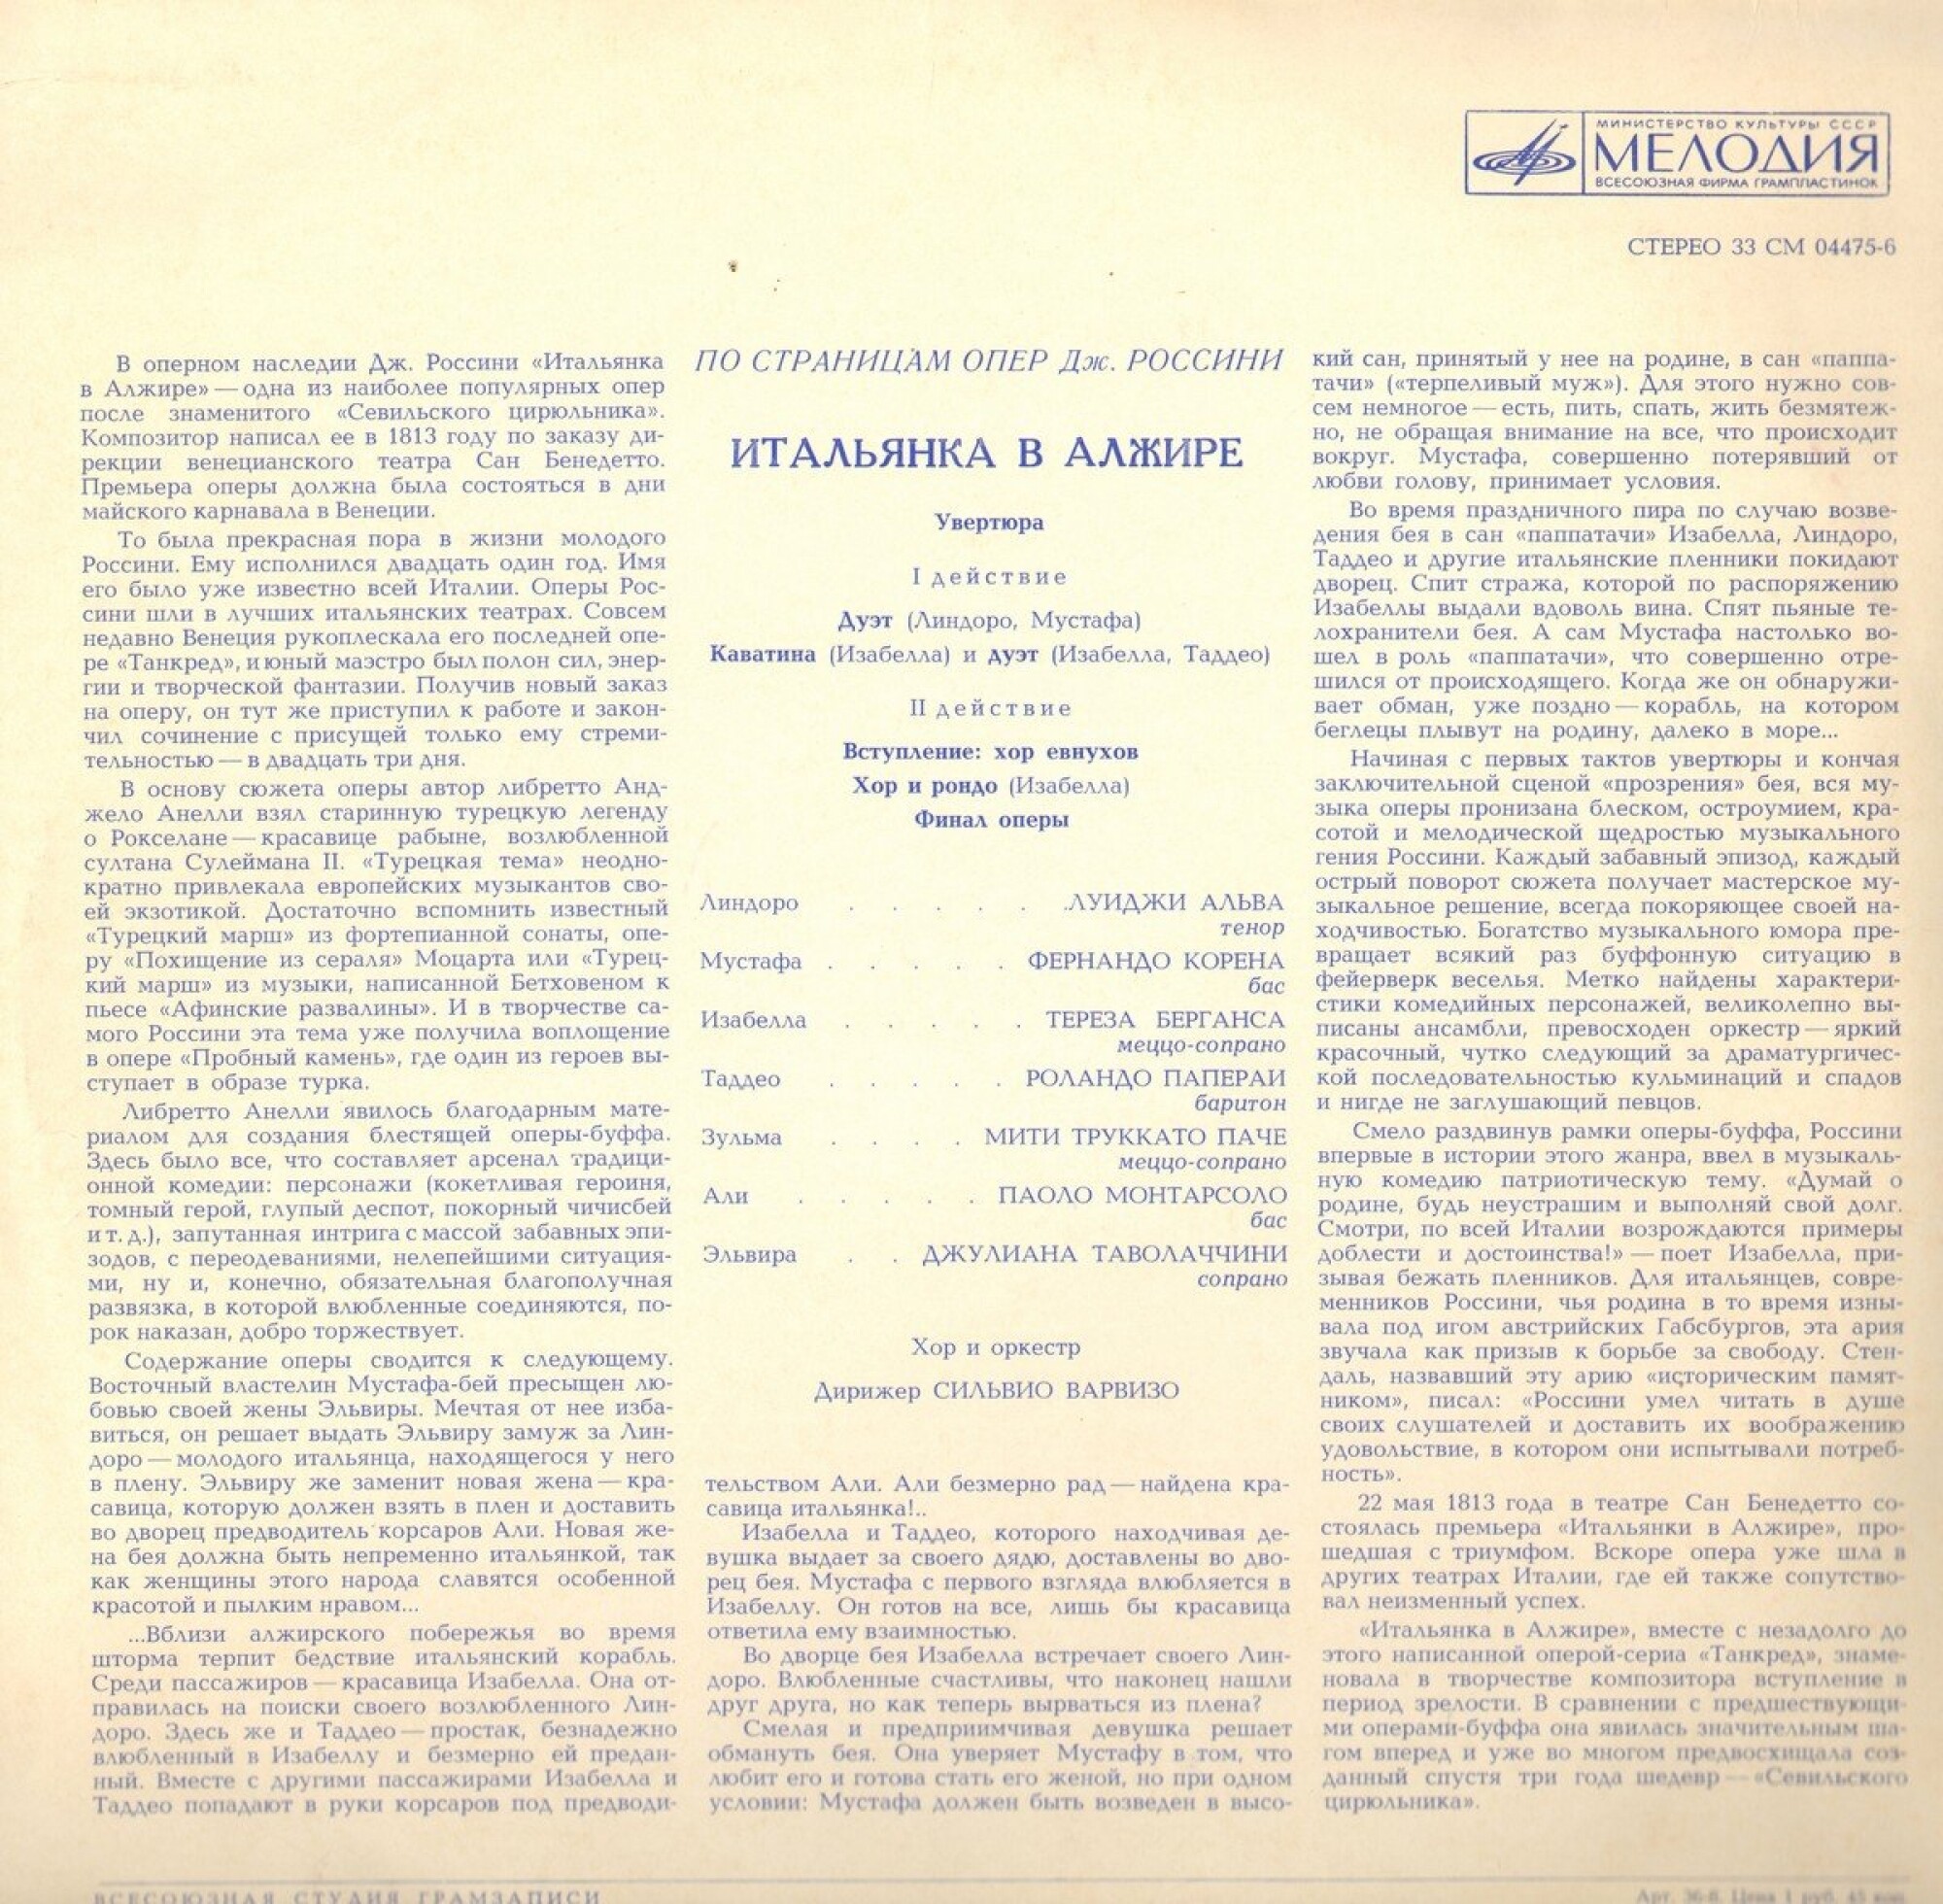 МИНИСТЕРСТВО КУЛЬТУРЫ СССР
МЕЛОДИЯ
ВСЕСОЮЗНАЯ ФИРМА ГРАМПЛАСТИНОК
СТЕРЕО 33 СМ 04475-6
В оперном наследии Дж. Россини «Итальянка
в Алжире» — одна из наиболее популярных опер
после знаменитого «Севильского цирюльника».
Композитор написал ее в 1813 году по заказу ди-
рекции венецианского театра Сан Бенедетто.
Премьера оперы должна была состояться в дни
майского карнавала в Венеции.
То была прекрасная пора в жизни молодого
Россини. Ему исполнился двадцать один год. Имя
его было уже известно всей Италии. Оперы Рос-
сини шли в лучших итальянских театрах. Совсем
недавно Венеция рукоплескала его последней опе-
ре «Танкред», и юный маэстро был полон сил, энер-
гии и творческой фантазии. Получив новый заказ
на оперу, он тут же приступил к работе и закон-
чил сочинение с присущей только ему стреми-
тельностью — в двадцать три дня.
В основу сюжета оперы автор либретто Анд-
жело Анелли взял старинную турецкую легенду
о Рокселане — красавице рабыне, возлюбленной
султана Сулеймана II. «Турецкая тема» неодно-
кратно привлекала европейских музыкантов сво-
ей экзотикой. Достаточно вспомнить известный
«Турецкий марш» из фортепианной сонаты, опе-
ру «Похищение из сераля» Моцарта или «Турец-
кий марш» из музыки, написанной Бетховеном к
пьесе «Афинские развалины». И в творчестве са-
мого Россини эта тема уже получила воплощение
в опере «Пробный камень», где один из героев вы-
ступает в образе турка.
Либретто Анелли явилось благодарным мате-
риалом для создания блестящей оперы-буффа.
Здесь было все, что составляет арсенал традици-
онной комедии: персонажи (кокетливая героиня,
томный герой, глупый деспот, покорный чичисбей
и т. д.), запутанная интрига с массой забавных эпи-
зодов, с переодеваниями, нелепейшими ситуация-
ми, ну и, конечно, обязательная благополучная
развязка, в которой влюбленные соединяются, по-
рок наказан, добро торжествует.
Содержание оперы сводится к следующему.
Восточный властелин Мустафа-бей пресыщен лю-
бовью своей жены Эльвиры. Мечтая от нее изба-
виться, он решает выдать Эльвиру замуж за Лин-
доро — молодого итальянца, находящегося у него
в плену. Эльвиру же заменит новая жена — кра-
савица, которую должен взять в плен и доставить
во дворец предводитель корсаров Али. Новая же-
на бея должна быть непременно итальянкой, так
как женщины этого народа славятся особенной
красотой и пылким нравом...
...Вблизи алжирского побережья во время
шторма терпит бедствие итальянский корабль.
Среди пассажиров — красавица Изабелла. Она от-
правилась на поиски своего возлюбленного Лин-
доро. Здесь же и Таддео — простак, безнадежно
влюбленный в Изабеллу и безмерно ей предан-
ный. Вместе с другими пассажирами Изабелла и
Таддео попадают в руки корсаров под предводи-
ПО СТРАНИЦАМ ОПЕР Дж. РОССИНИ
ИТАЛЬЯНКА В АЛЖИРЕ
Увертюра
I действие
Дуэт (Линдоро, Мустафа)
Каватина (Изабелла) и дуэт (Изабелла, Таддео)
II действие
Вступление: хор евнухов
Хор и рондо (Изабелла)
Финал оперы
Линдоро . . . . . ЛУИДЖИ АЛЬВА
тенор
Мустафа . . . . . ФЕРНАНДО КОРЕНА
бас
Изабелла . . . . . ТЕРЕЗА БЕРГАНСА
меццо-сопрано
Таддео . . . . . РОЛАНДО ПАПЕРАИ
баритон
Зульма . . . . МИТИ ТРУККАТО ПАЧЕ
меццо-сопрано
Али . . . . . ПАОЛО МОНТАРСОЛО
бас
Эльвира . . ДЖУЛИАНА ТАВОЛАЧЧИНИ
сопрано
Хор и оркестр
Дирижер СИЛЬВИО ВАРВИЗО
тельством Али. Али безмерно рад — найдена кра-
савица итальянка!..
Изабелла и Таддео, которого находчивая де-
вушка выдает за своего дядю, доставлены во дво-
рец бея. Мустафа с первого взгляда влюбляется в
Изабеллу. Он готов на все, лишь бы красавица
ответила ему взаимностью.
Во дворце бея Изабелла встречает своего Лин-
доро. Влюбленные счастливы, что наконец нашли
друг друга, но как теперь вырваться из плена?
Смелая и предприимчивая девушка решает
обмануть бея. Она уверяет Мустафу в том, что
любит его и готова стать его женой, но при одном
условии: Мустафа должен быть возведен в высо-
кий сан, принятый у нее на родине, в сан «паппа-
тачи» («терпеливый муж»). Для этого нужно сов-
сем немногое — есть, пить, спать, жить безмятеж-
но, не обращая внимание на все, что происходит
вокруг. Мустафа, совершенно потерявший от
любви голову, принимает условия.
Во время праздничного пира по случаю возве-
дения бея в сан «паппатачи» Изабелла, Линдоро,
Таддео и другие итальянские пленники покидают
дворец. Спит стража, которой по распоряжению
Изабеллы выдали вдоволь вина. Спят пьяные те-
лохранители бея. А сам Мустафа настолько во-
шел в роль «паппатачи», что совершенно отре-
шился от происходящего. Когда же он обнаружи-
вает обман, уже поздно — корабль, на котором
беглецы плывут на родину, далеко в море...
Начиная с первых тактов увертюры и кончая
заключительной сценой «прозрения» бея, вся му-
зыка оперы пронизана блеском, остроумием, кра-
сотой и мелодической щедростью музыкального
гения Россини. Каждый забавный эпизод, каждый
острый поворот сюжета получает мастерское му-
зыкальное решение, всегда покоряющее своей на-
ходчивостью. Богатство музыкального юмора пре-
вращает всякий раз буффонную ситуацию в
фейерверк веселья. Метко найдены характери-
стики комедийных персонажей, великолепно вы-
писаны ансамбли, превосходен оркестр — яркий
красочный, чутко следующий за драматургичес-
кой последовательностью кульминаций и спадов
и нигде не заглушающий певцов.
Смело раздвинув рамки оперы-буффа, Россини
впервые в истории этого жанра, ввел в музыкаль-
ную комедию патриотическую тему. «Думай о
родине, будь неустрашим и выполняй свой долг.
Смотри, по всей Италии возрождаются примеры
доблести и достоинства!» — поет Изабелла, при-
зывая бежать пленников. Для итальянцев, совре-
менников Россини, чья родина в то время изны-
вала под игом австрийских Габсбургов, эта ария
звучала как призыв к борьбе за свободу. Стен-
даль, назвавший эту арию «историческим памят-
ником», писал: «Россини умел читать в душе
своих слушателей и доставить их воображению
удовольствие, в котором они испытывали потреб-
ность».
22 мая 1813 года в театре Сан Бенедетто со-
стоялась премьера «Итальянки в Алжире», про-
шедшая с триумфом. Вскоре опера уже шла в
других театрах Италии, где ей также сопутство-
вал неизменный успех.
«Итальянка в Алжире», вместе с незадолго до
этого написанной оперой-сериа «Танкред», знаме-
новала в творчестве композитора вступление в
период зрелости. В сравнении с предшествующи-
ми операми-буффа она явилась значительным ша-
гом вперед и уже во многом предвосхищала соз-
данный спустя три года шедевр — «Севильского
цирюльника».
ВСЕСОЮЗНАЯ СТУДИЯ ГРАМЗАПИСИ
Арт. 36-8. Цена 1 руб. 45 коп.